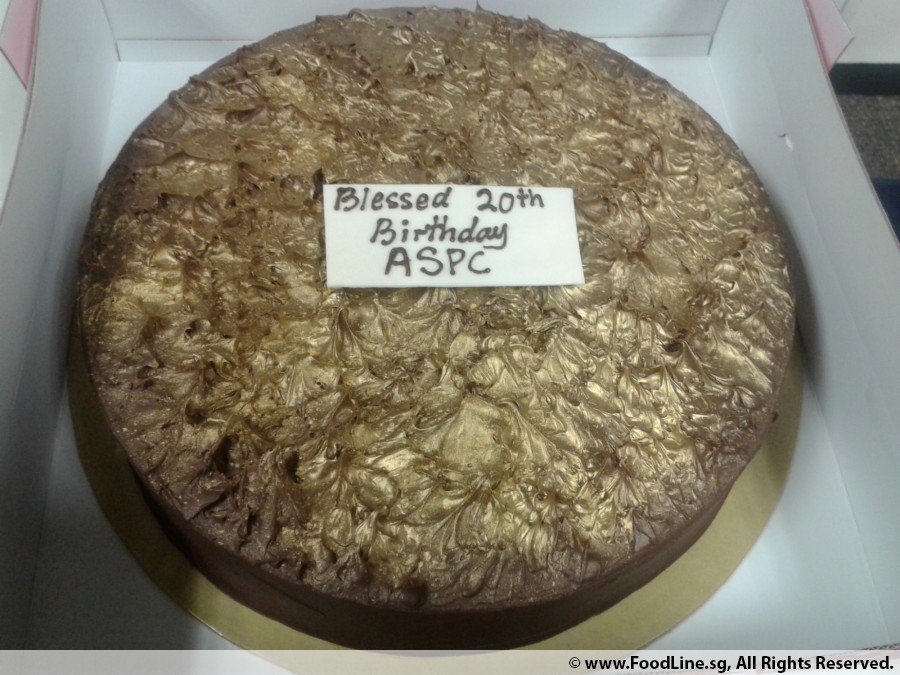 Blessed 20th
Birthday
ASPC
© www.FoodLine.sg, All Rights Reserved.